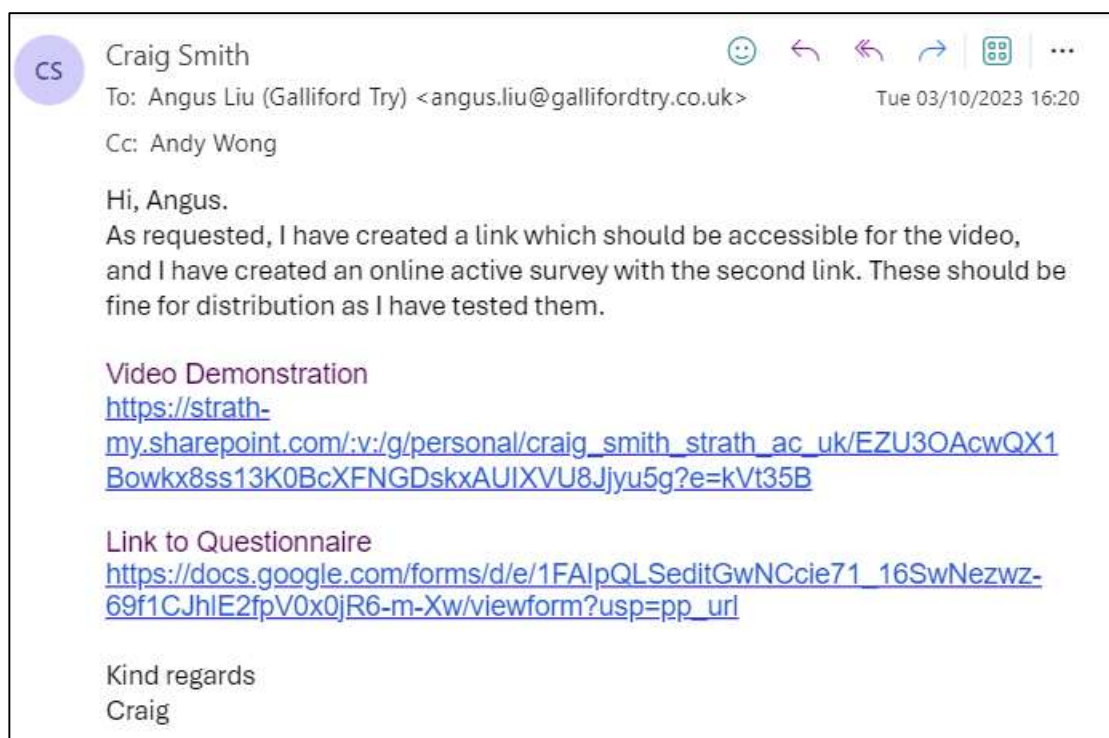 CS
Craig Smith
To: Angus Liu (Galliford Try) <angus.liu@gallifordtry.co.uk>
Tue 03/10/2023 16:20
Cc: Andy Wong
Hi, Angus.
As requested, I have created a link which should be accessible for the video,
and I have created an online active survey with the second link. These should be
fine for distribution as I have tested them.
Video Demonstration
https://strath-
my.sharepoint.com/:v:/g/personal/craig_smith_strath_ac_uk/EZU3OAcwQX1
Bowkx8ss13K0BcXFNGDskxAUIXVU8Jjyu5g?e=kVt35B
Link to Questionnaire
https://docs.google.com/forms/d/e/1FAIpQLSeditGwNCcie71_16SwNezwz-
69f1CJhlE2fpV0x0jR6-m-Xw/viewform?usp=pp_url
Kind regards
Craig